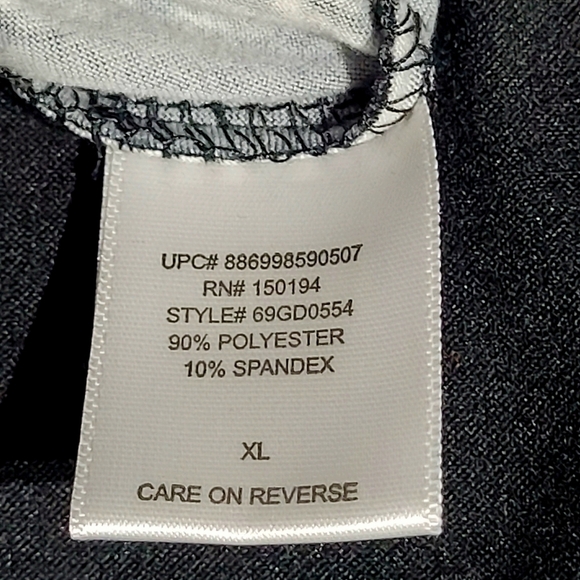 UPC# 886998590507
RN# 150194
STYLE# 69GD0554
90% POLYESTER
10% SPANDEX
XL
CARE ON REVERSE